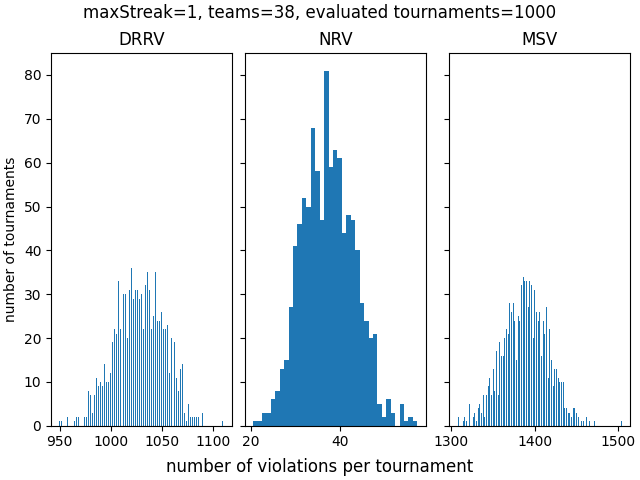 maxStreak=1, teams=38, evaluated tournaments=1000
DRRV NRV MSV
number of tournaments
80
70
60
50
40
30
20
10
0
950 1000 1050 1100 20 40 1300 1400 1500
number of violations per tournament